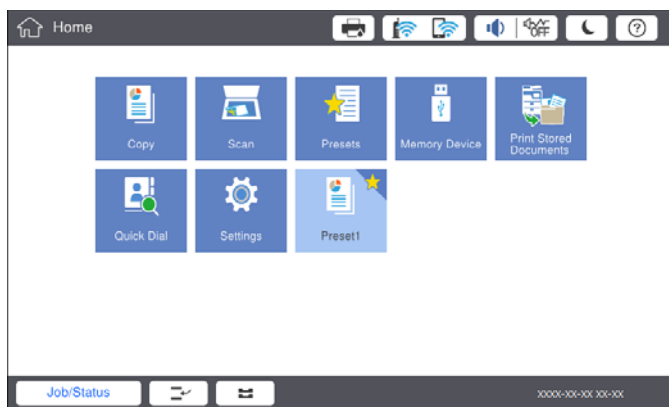 Home
OFF
?
Copy
Scan
Presets
Memory Device
Print Stored
Documents
Quick Dial
Settings
Preset1
Job/Status
xxxx-xx-xx xx-xx